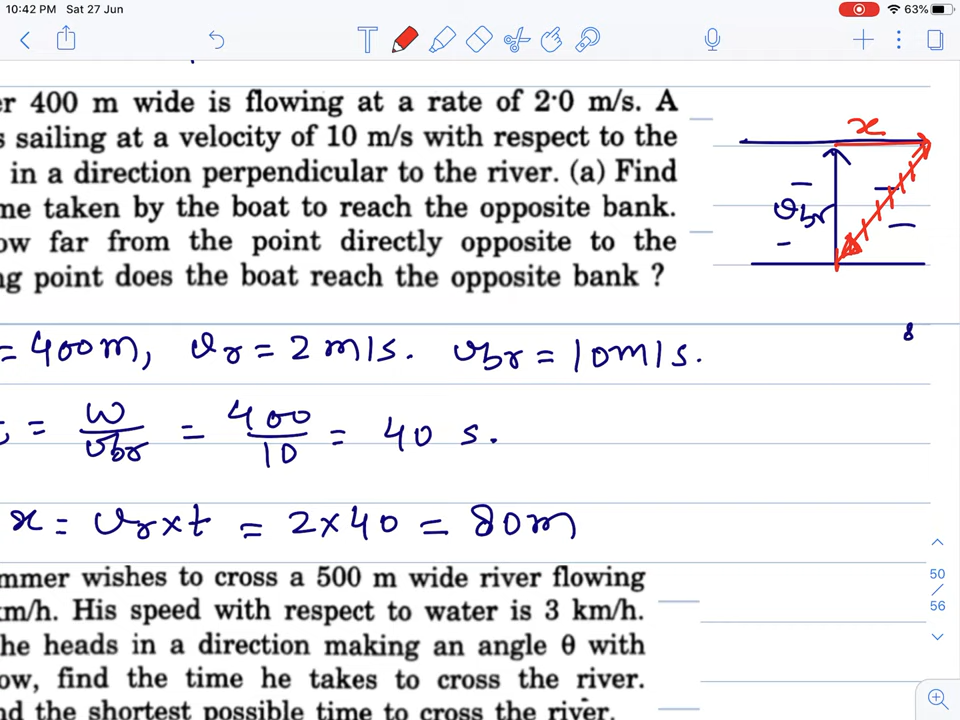 10:42 PM Sat 27 Jun
63%
T
er 400 m wide is flowing at a rate of 2·0 m/s. A
s sailing at a velocity of 10 m/s with respect to the
in a direction perpendicular to the river. (a) Find
me taken by the boat to reach the opposite bank.
ow far from the point directly opposite to the
ng point does the boat reach the opposite bank ?
x
vbr
= 400m, vr = 2 m/s. vbr = 10m/s.
8
t = w/vbr = 400/10 = 40 s.
x = vr x t = 2 x 40 = 80m
mmer wishes to cross a 500 m wide river flowing
km/h. His speed with respect to water is 3 km/h.
he heads in a direction making an angle θ with
ow, find the time he takes to cross the river.
nd the shortest possible time to cross the river.
50
/
56